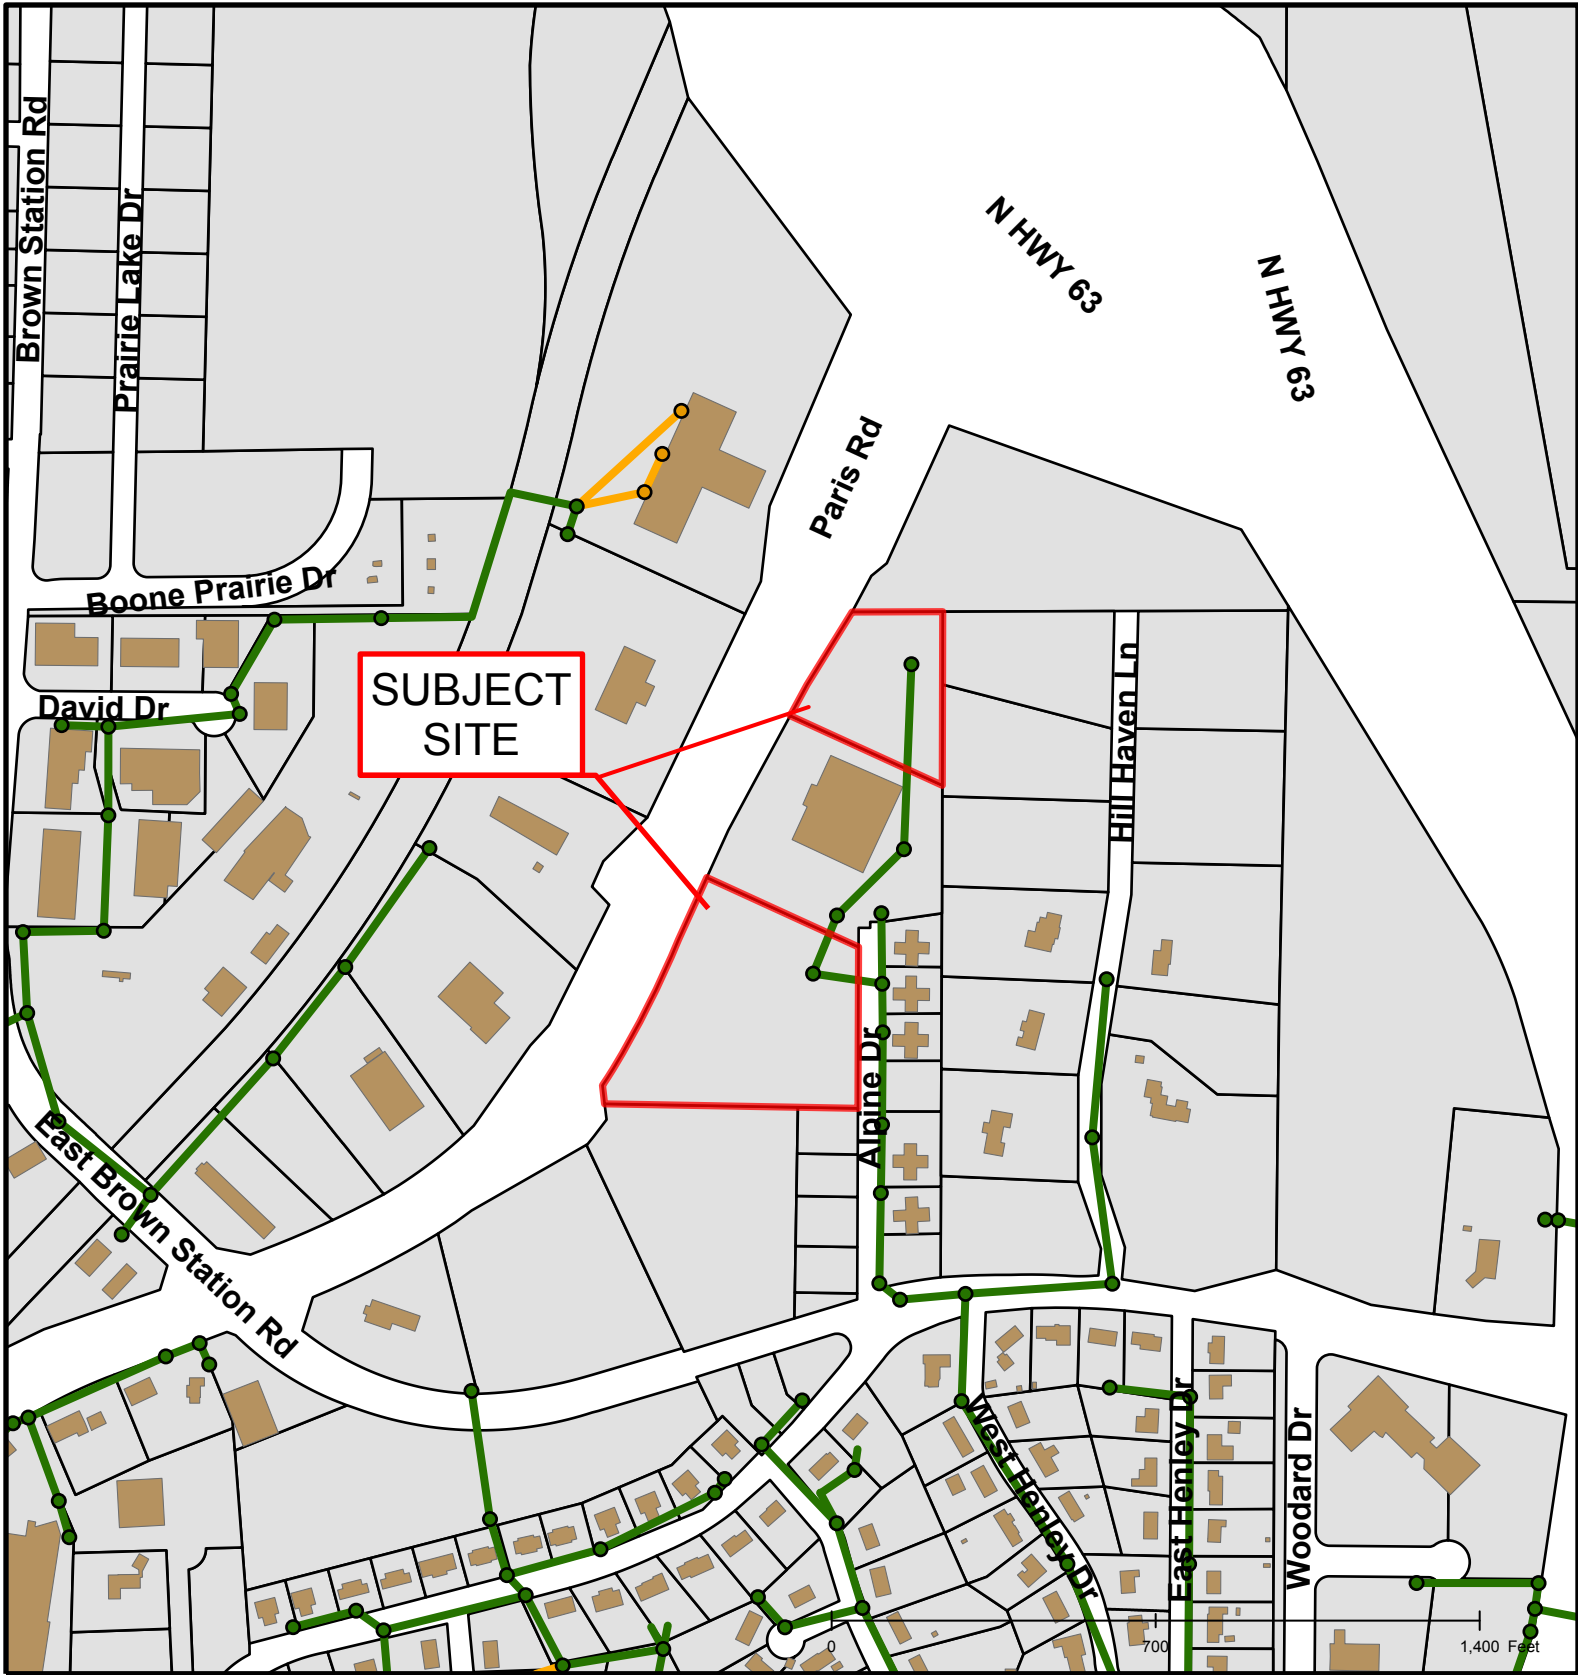 Brown Station Rd
Prairie Lake Dr
N HWY 63
N HWY 63
Paris Rd
Boone Prairie Dr
SUBJECT
SITE
David Dr
Hill Haven Ln
Alpine Dr
East Brown Station Rd
West Henley Dr
East Henley Dr
Woodard Dr
0 700 1,400 Feet